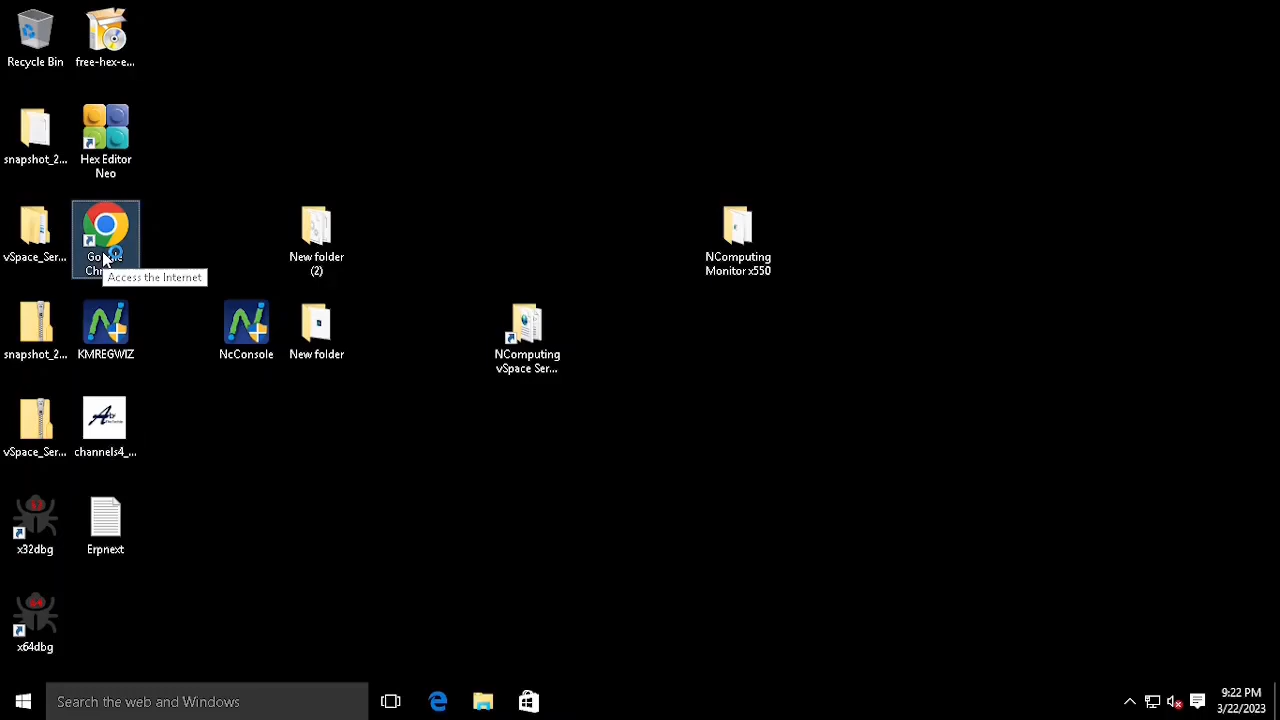 Recycle Bin
free-hex-e...
snapshot_2...
Hex Editor
Neo
vSpace_Ser...
Access the Internet
New folder
(2)
NComputing
Monitor x550
snapshot_2...
KMREGWIZ
NcConsole
New folder
NComputing
vSpace Ser...
vSpace_Ser...
channels4_...
x32dbg
Erpnext
x64dbg
Search the web and Windows
9:22 PM
3/22/2023